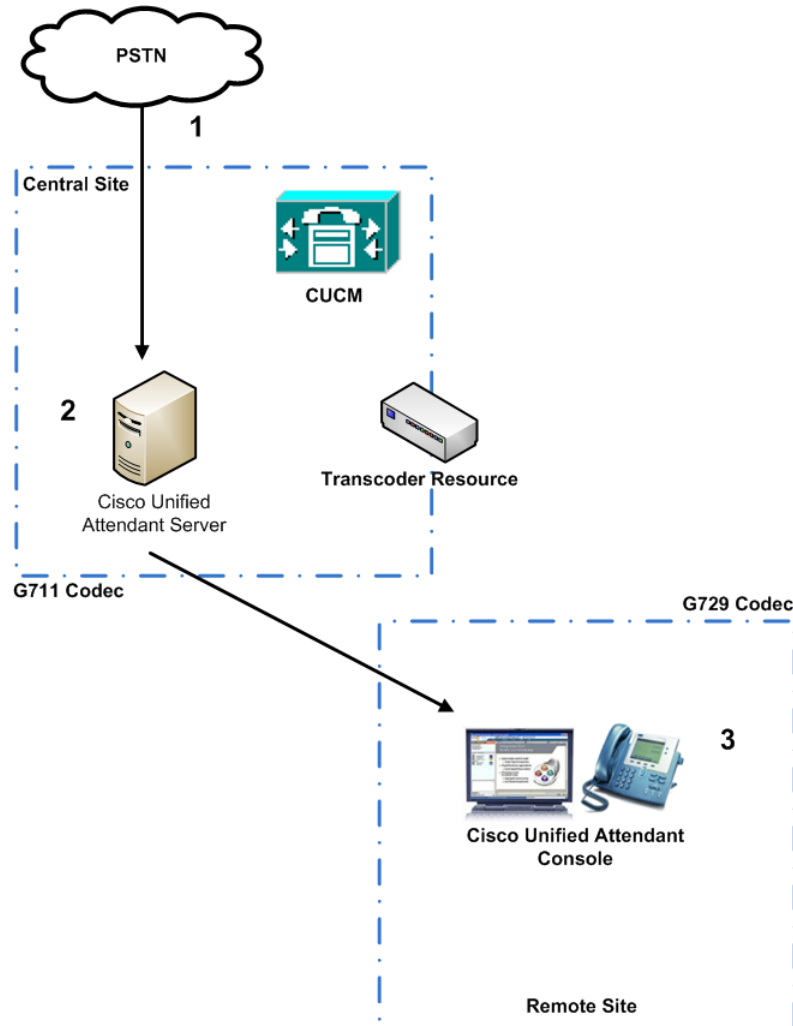 PSTN
1
Central Site
CUCM
2
Transcoder Resource
Cisco Unified
Attendant Server
G711 Codec
G729 Codec
3
Cisco Unified Attendant
Console
Remote Site